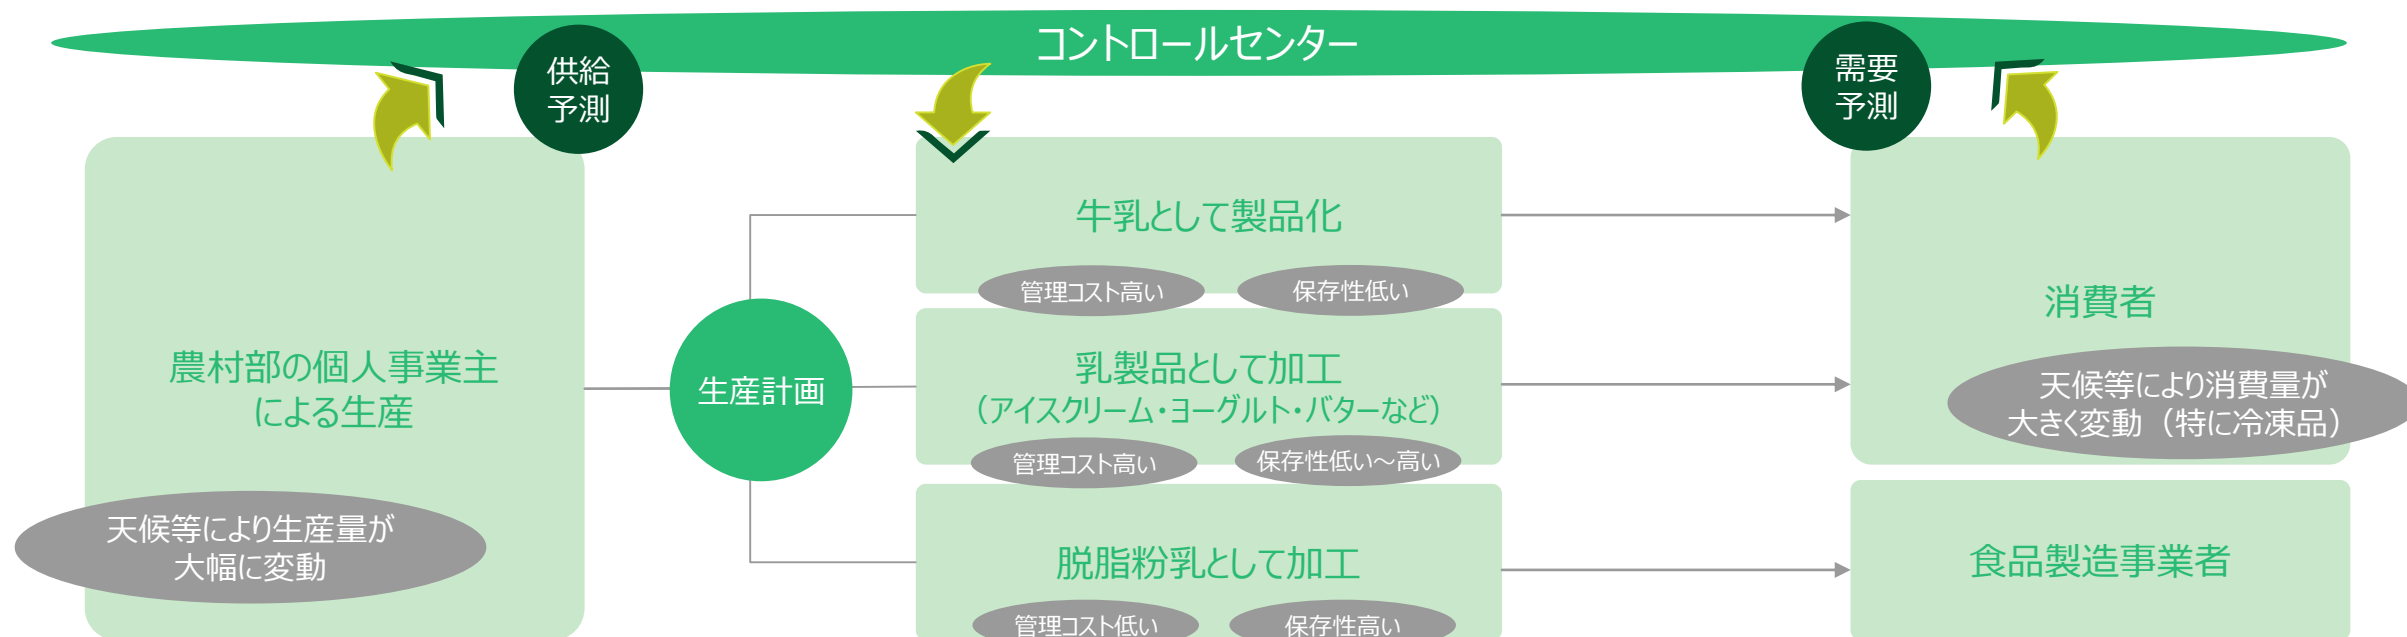 コントロールセンター
供給
予測
需要
予測
農村部の個人事業主
による生産
天候等により生産量が
大幅に変動
生産計画
牛乳として製品化
管理コスト高い
保存性低い
乳製品として加工
（アイスクリーム・ヨーグルト・バターなど）
管理コスト高い
保存性低い～高い
脱脂粉乳として加工
管理コスト低い
保存性高い
消費者
天候等により消費量が
大きく変動（特に冷凍品）
食品製造事業者